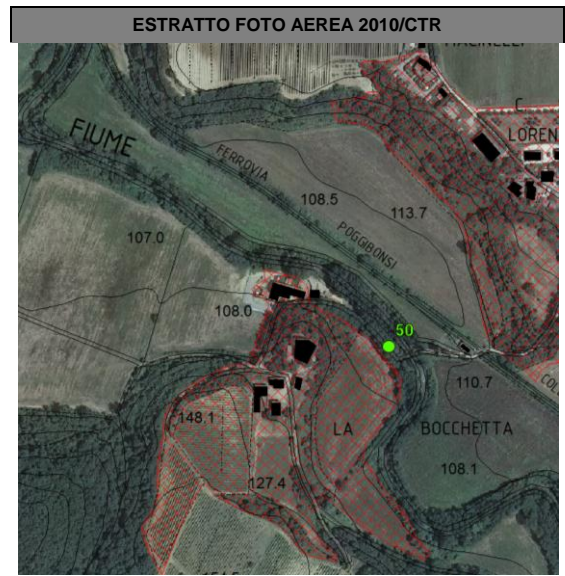 ESTRATTO FOTO AEREA 2010/CTR
C
LOREN
FIUME
FERROVIA
108.5
113.7
POGGIBONSI
107.0
108.0
50
110.7
148.1
LA
BOCCHETTA
127.4
108.1